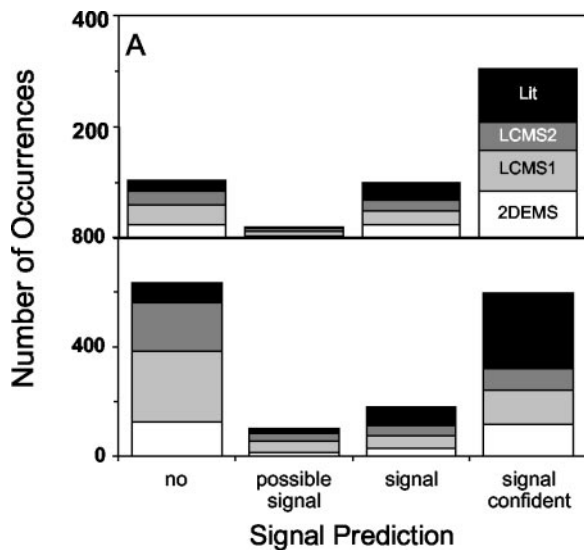 400
A
Lit
200
LCMS2
LCMS1
2DEMS
800
400
0
Number of Occurrences
no
possible signal
signal
signal confident
Signal Prediction